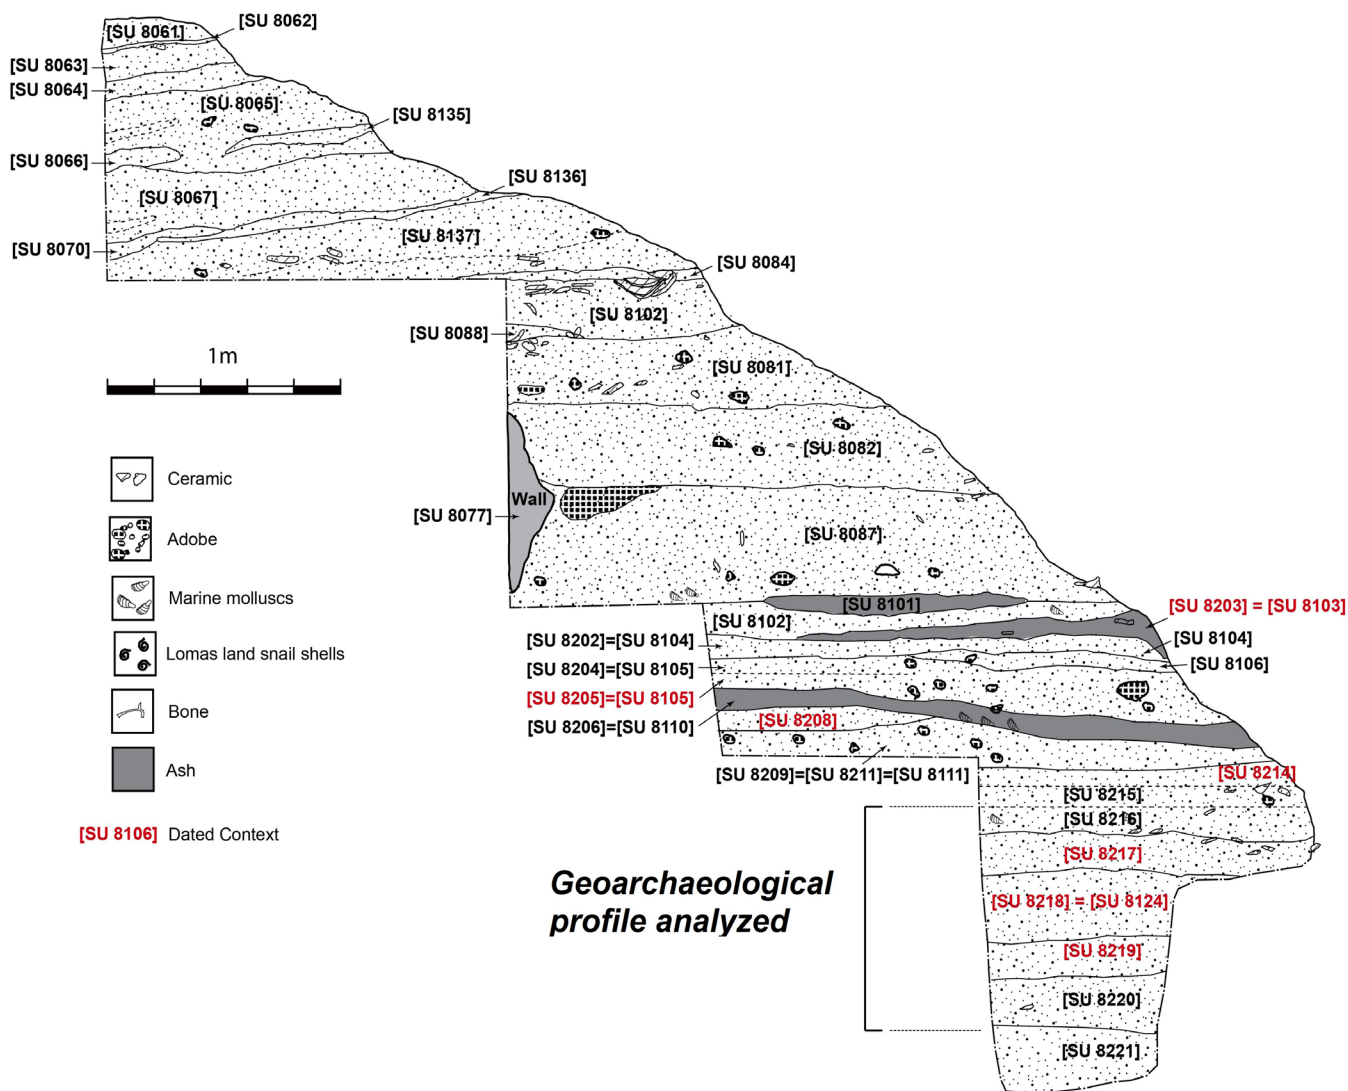 [SU 8061]
[SU 8062]
[SU 8063]
[SU 8064]
[SU 8065]
[SU 8135]
[SU 8066]
[SU 8136]
[SU 8067]
[SU 8137]
[SU 8070]
[SU 8084]
[SU 8102]
[SU 8088]
1m
[SU 8081]
[SU 8082]
Ceramic
Wall
[SU 8077]
Adobe
[SU 8087]
Marine molluscs
[SU 8101]
[SU 8203] = [SU 8103]
[SU 8102]
[SU 8202]=[SU 8104]
[SU 8104]
Lomas land snail shells
[SU 8204]=[SU 8105]
[SU 8106]
[SU 8205]=[SU 8105]
Bone
[SU 8206]=[SU 8110]
[SU 8208]
Ash
[SU 8209]=[SU 8211]=[SU 8111]
[SU 8214]
[SU 8215]
[SU 8216]
[SU 8106] Dated Context
[SU 8217]
Geoarchaeological
profile analyzed
[SU 8218] = [SU 8124]
[SU 8219]
[SU 8220]
[SU 8221]